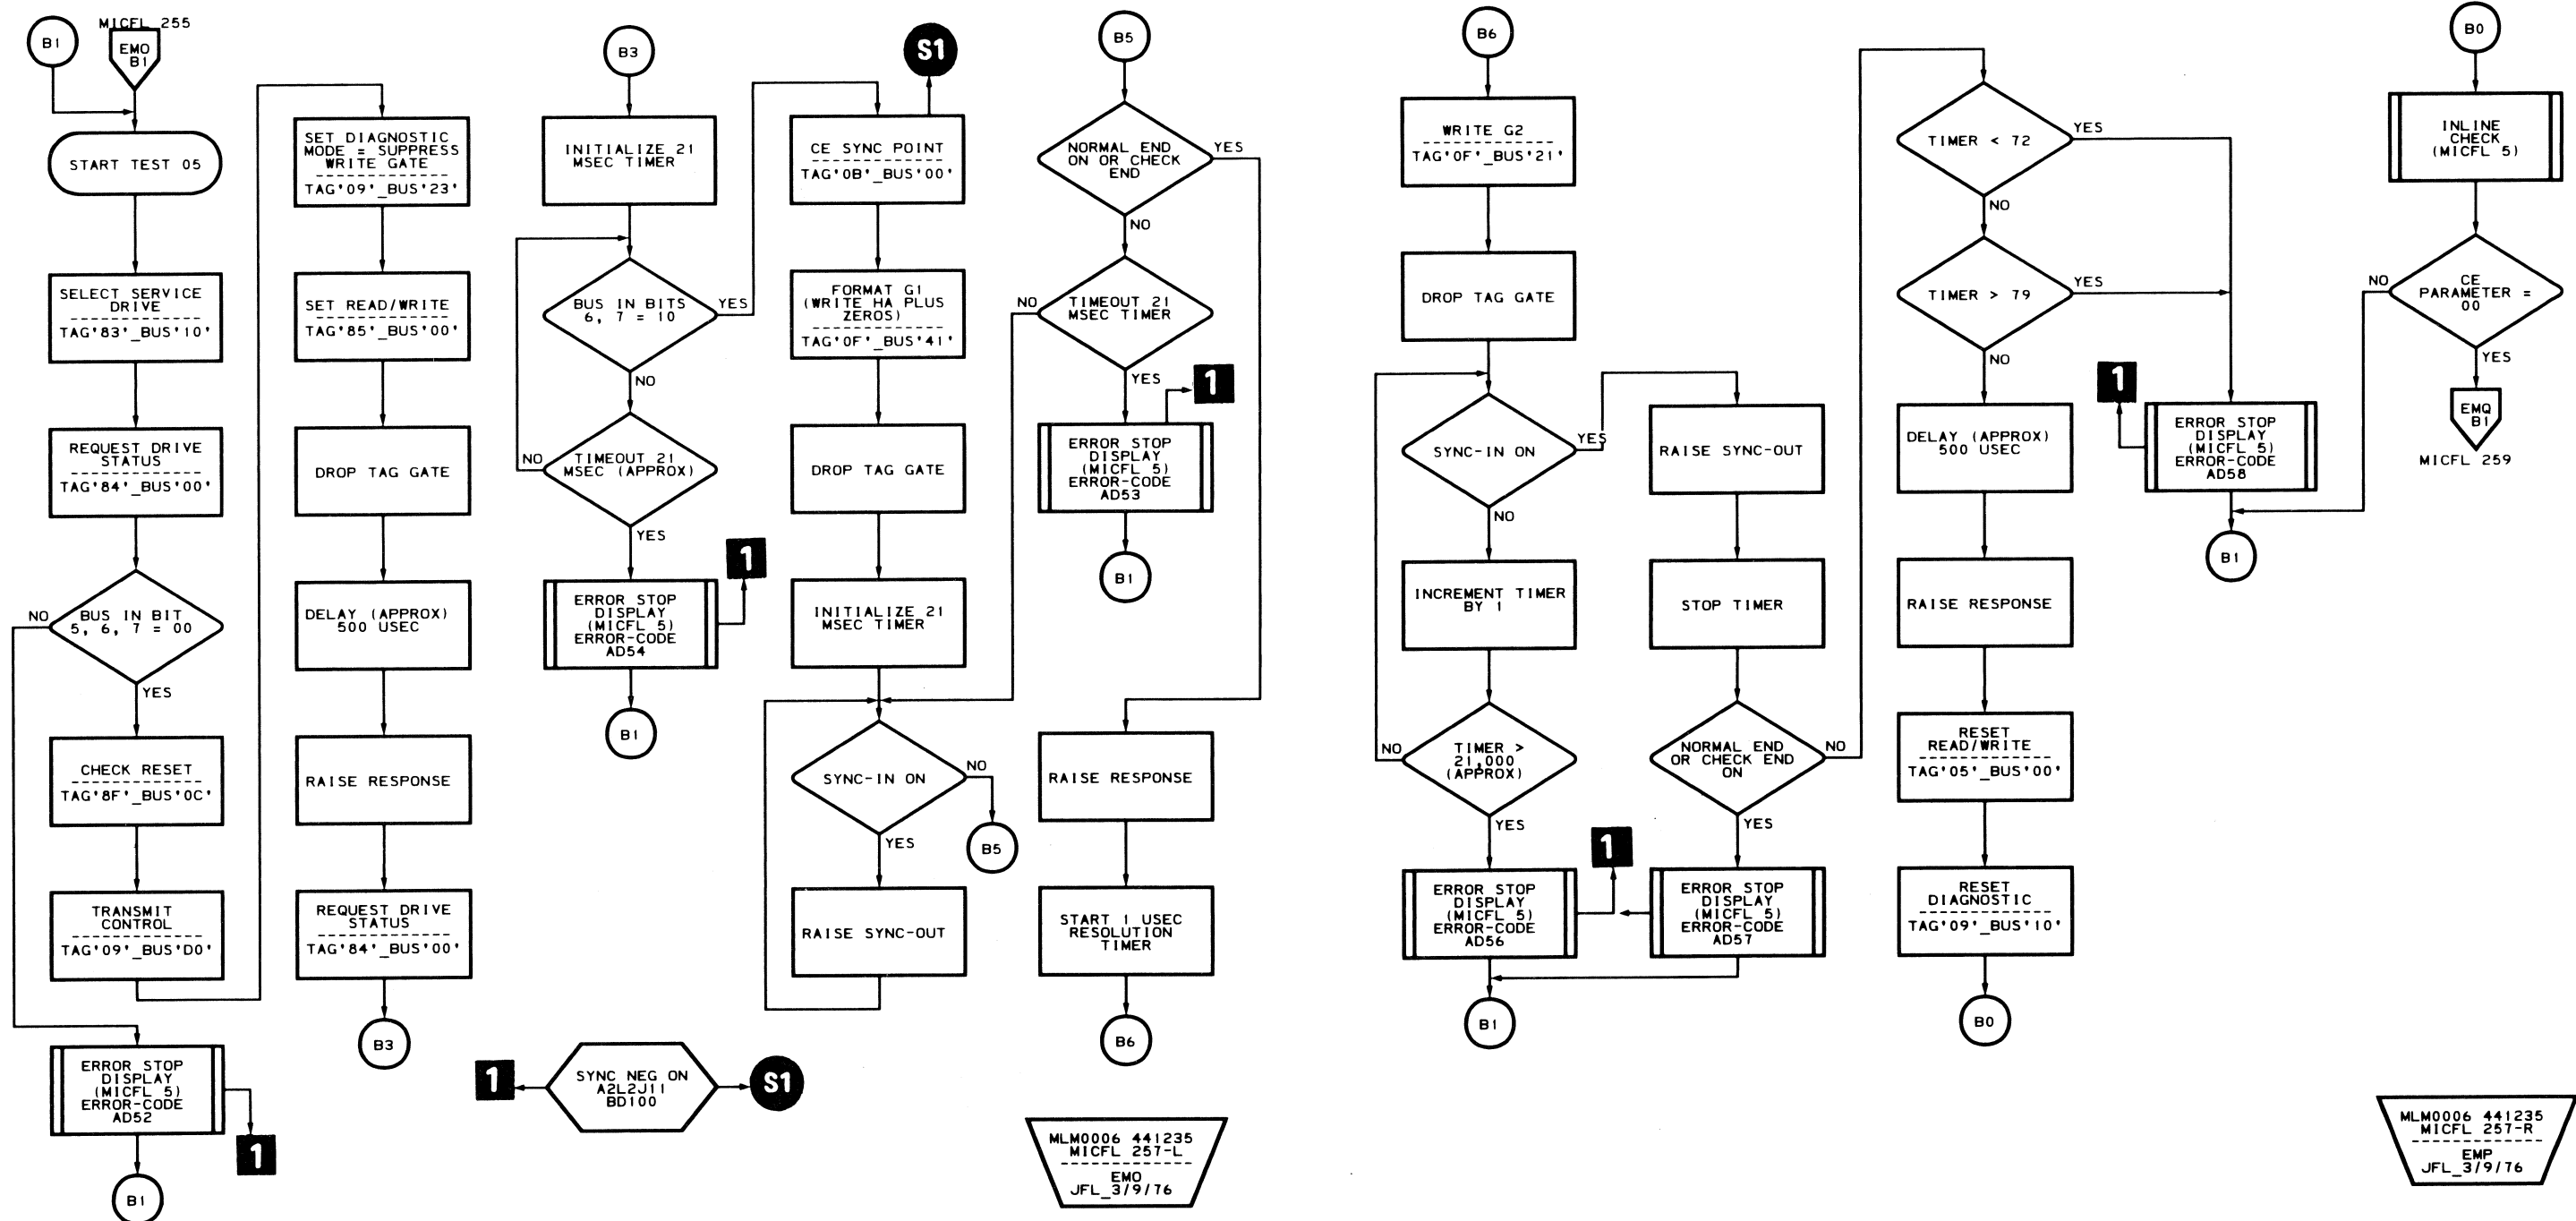 MICFL 255
B1
EMO
B1
START TEST 05
SELECT SERVICE
DRIVE
TAG'83'_BUS'10'
REQUEST DRIVE
STATUS
TAG'84'_BUS'00'
NO
BUS IN BIT
5, 6, 7 = 00
YES
CHECK RESET
TAG'8F'_BUS'0C'
TRANSMIT
CONTROL
TAG'09'_BUS'D0'
ERROR STOP
DISPLAY
(MICFL 5)
ERROR-CODE
AD52
1
B1
SET DIAGNOSTIC
MODE = SUPPRESS
WRITE GATE
TAG'09'_BUS'23'
SET READ/WRITE
TAG'85'_BUS'00'
DROP TAG GATE
DELAY (APPROX)
500 USEC
RAISE RESPONSE
REQUEST DRIVE
STATUS
TAG'84'_BUS'00'
B3
B3
INITIALIZE 21
MSEC TIMER
BUS IN BITS
6, 7 = 10
YES
NO
NO
TIMEOUT 21
MSEC (APPROX)
YES
1
ERROR STOP
DISPLAY
(MICFL 5)
ERROR-CODE
AD54
B1
1
SYNC NEG ON
A2L2J11
BD100
S1
S1
CE SYNC POINT
TAG'0B'_BUS'00'
FORMAT G1
(WRITE HA PLUS
ZEROS)
TAG'0F'_BUS'41'
DROP TAG GATE
INITIALIZE 21
MSEC TIMER
SYNC-IN ON
NO
YES
B5
RAISE SYNC-OUT
B5
NORMAL END
ON OR CHECK
END
YES
NO
NO
TIMEOUT 21
MSEC TIMER
YES
1
ERROR STOP
DISPLAY
(MICFL 5)
ERROR-CODE
AD53
B1
RAISE RESPONSE
START 1 USEC
RESOLUTION
TIMER
B6
MLM0006 441235
MICFL 257-L
EMO
JFL_3/9/76
B6
WRITE G2
TAG'0F'_BUS'21'
DROP TAG GATE
SYNC-IN ON
YES
NO
INCREMENT TIMER
BY 1
NO
TIMER >
21,000
(APPROX)
YES
ERROR STOP
DISPLAY
(MICFL 5)
ERROR-CODE
AD56
1
B1
RAISE SYNC-OUT
STOP TIMER
NORMAL END
OR CHECK END
ON
NO
YES
ERROR STOP
DISPLAY
(MICFL 5)
ERROR-CODE
AD57
TIMER < 72
YES
NO
TIMER > 79
YES
NO
DELAY (APPROX)
500 USEC
RAISE RESPONSE
RESET
READ/WRITE
TAG'05'_BUS'00'
RESET
DIAGNOSTIC
TAG'09'_BUS'10'
B0
1
ERROR STOP
DISPLAY
(MICFL 5)
ERROR-CODE
AD58
B1
B0
INLINE
CHECK
(MICFL 5)
NO
CE
PARAMETER =
00
YES
EMQ
B1
MICFL 259
MLM0006 441235
MICFL 257-R
EMP
JFL_3/9/76